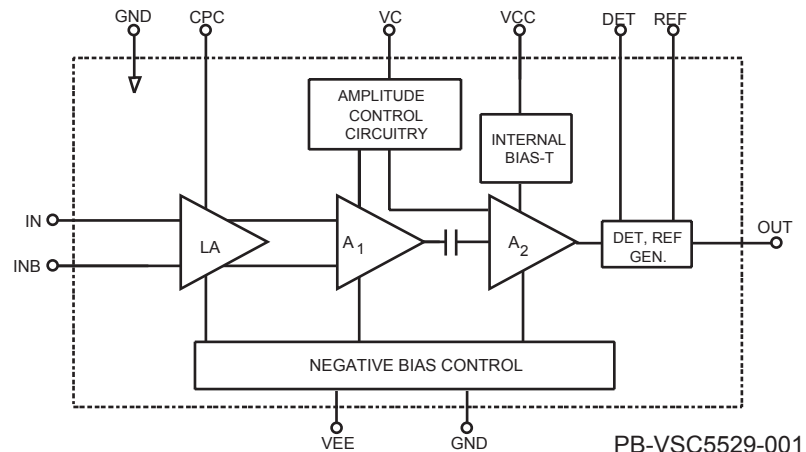 GND CPC VC VCC DET REF
AMPLITUDE
CONTROL
CIRCUITRY
INTERNAL
BIAS-T
IN
INB
LA
A1
A2
DET, REF
GEN.
OUT
NEGATIVE BIAS CONTROL
VEE GND
PB-VSC5529-001